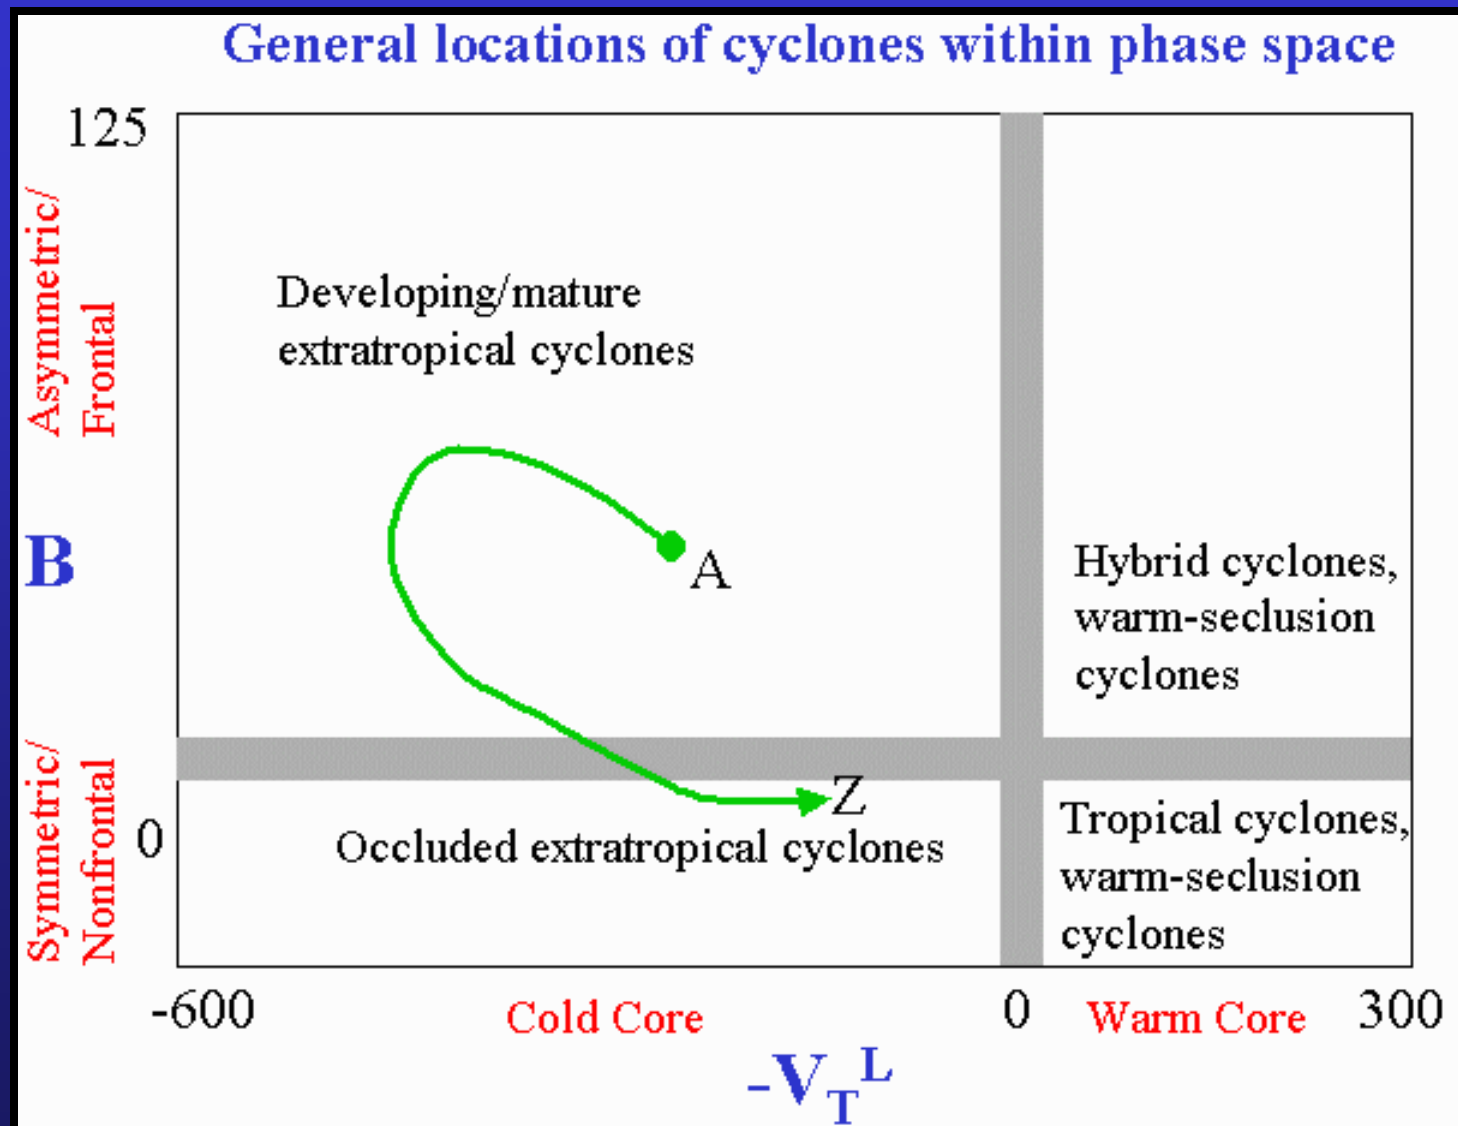 General locations of cyclones within phase space
125
Asymmetric/
Frontal
Developing/mature
extratropical cyclones
A
B
Hybrid cyclones,
warm-seclusion
cyclones
Symmetric/
Nonfrontal
0
Z
Occluded extratropical cyclones
Tropical cyclones,
warm-seclusion
cyclones
-600
Cold Core
0
Warm Core
300
-V_T^L